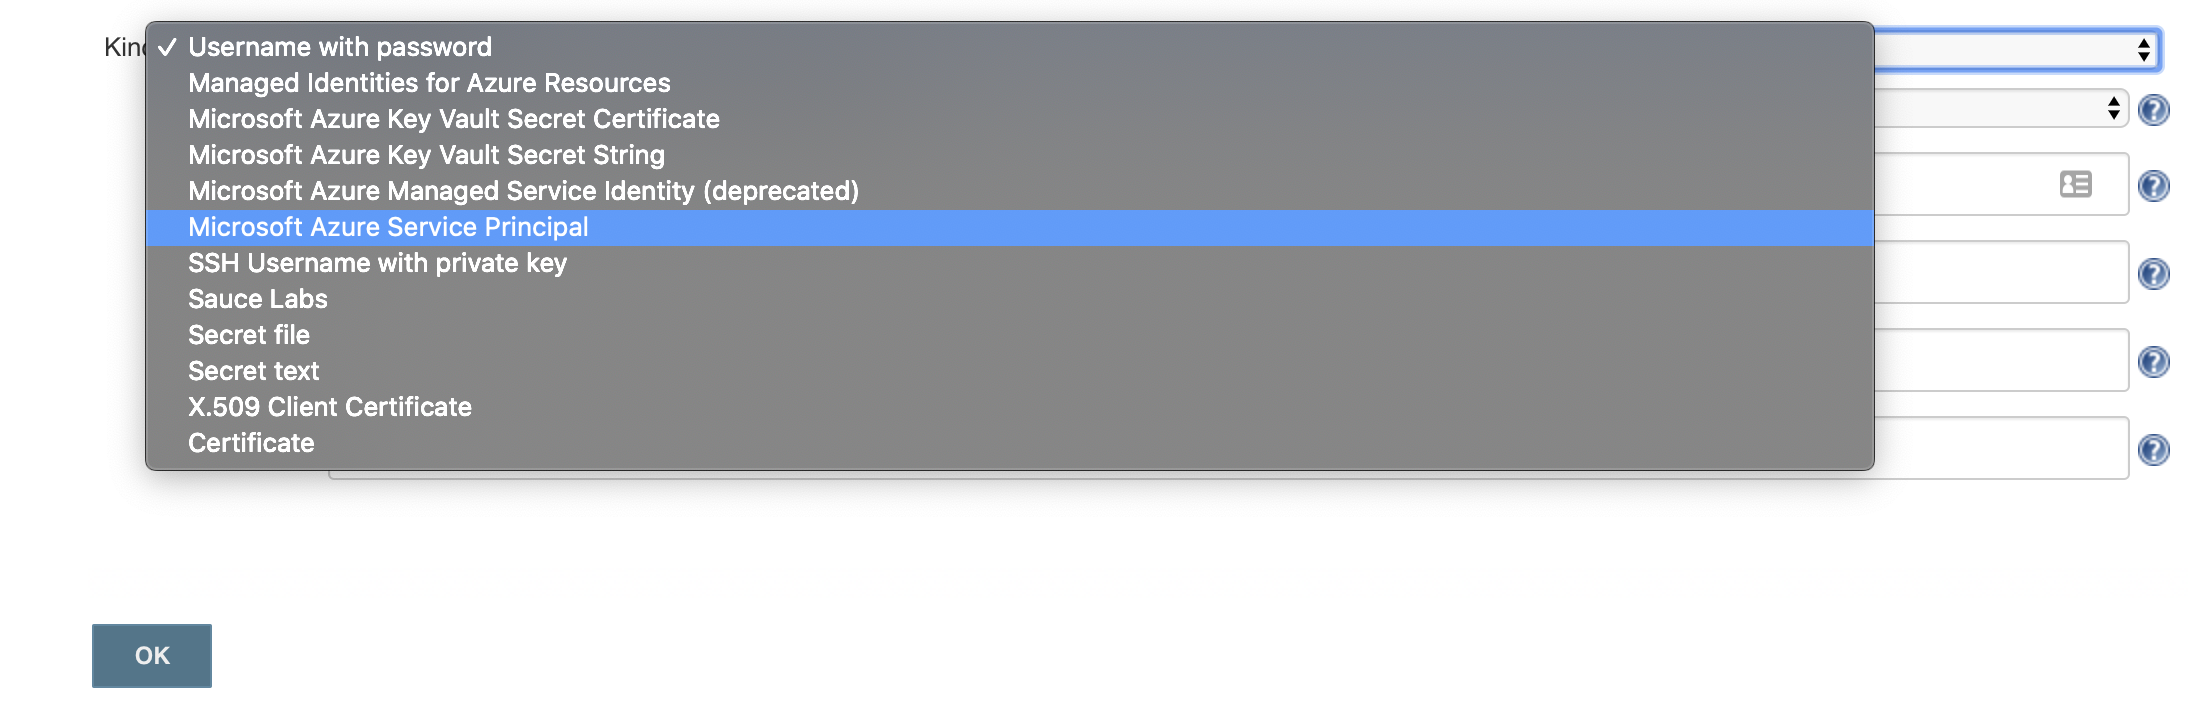 Kind
✓ Username with password
Managed Identities for Azure Resources
Microsoft Azure Key Vault Secret Certificate
Microsoft Azure Key Vault Secret String
Microsoft Azure Managed Service Identity (deprecated)
Microsoft Azure Service Principal
SSH Username with private key
Sauce Labs
Secret file
Secret text
X.509 Client Certificate
Certificate
OK